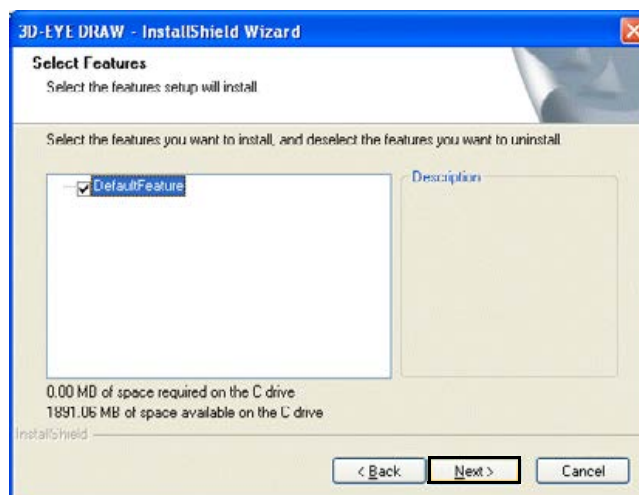 3D-EYE DRAW - InstallShield Wizard
Select Features
Select the features setup will install.
Select the features you want to install, and deselect the features you want to uninstall.
DefaultFeature
Description
0.00 MB of space required on the C drive
1891.06 MB of space available on the C drive
InstallShield
< Back
Next >
Cancel